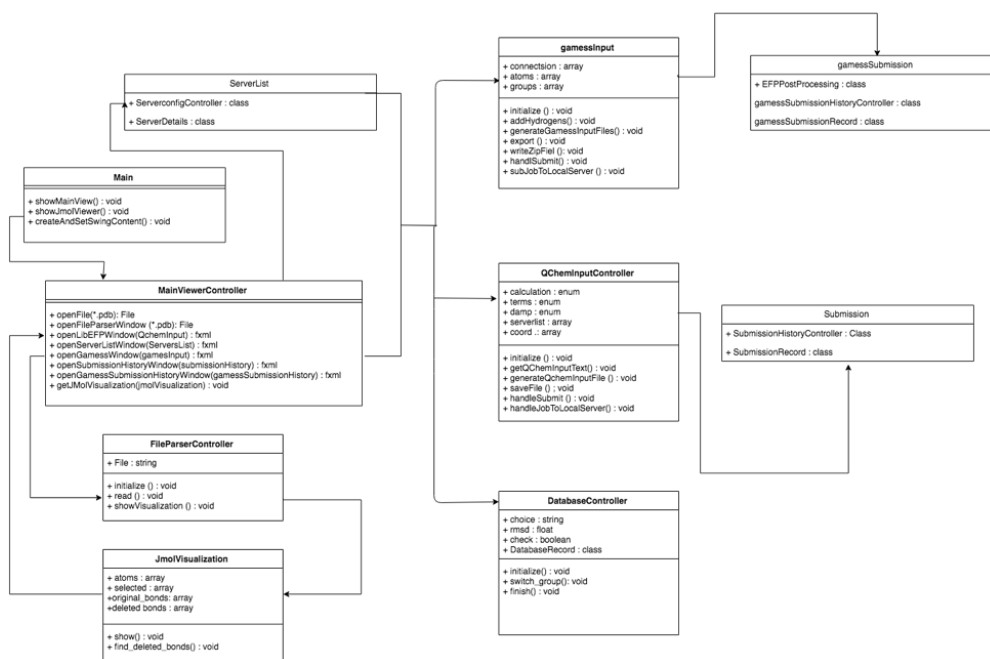 ServerList
+ ServerconfigController : class
+ ServerDetails : class
Main
+ showMainView() : void
+ showJmolViewer() : void
+ createAndSetSwingContent() : void
MainViewerController
+ openFile(*.pdb): File
+ openFileParserWindow (*.pdb): File
+ openLibEFPWindow(QchemInput) : fxml
+ openServerListWindow(ServersList) : fxml
+ openGamessWindow(gamesInput) : fxml
+ openSubmissionHistoryWindow(submissionHistory) : fxml
+ openGamessSubmissionHistoryWindow(gamessSubmissionHistory) : fxml
+ getJMolVisualization(jmolVisualization) : void
FileParserController
+ File : string
+ initialize () : void
+ read () : void
+ showVisualization () : void
JmolVisualization
+ atoms : array
+ selected : array
+original_bonds: array
+deleted bonds: array
+ show() : void
+ find_deleted_bonds() : void
gamessInput
+ connectsion : array
+ atoms : array
+ groups : array
+ initialize () : void
+ addHydrogens() : void
+ generateGamessInputFiles() : void
+ export () : void
+ writeZipFiel (): void
+ handlSubmit() : void
+ subJobToLocalServer () : void
QChemInputController
+ calculation : enum
+ terms : enum
+ damp : enum
+ serverlist : array
+ coord .: array
+ initialize () : void
+ getQChemInputText() : void
+ generateQchemInputFile () : void
+ saveFile () : void
+ handleSubmit () : void
+ handleJobToLocalServer() : void
DatabaseController
+ choice : string
+ rmsd : float
+ check : boolean
+ DatabaseRecord : class
+ initialize() : void
+ switch_group(): void
+ finish() : void
gamessSubmission
+ EFPPostProcessing : class
gamessSubmissionHistoryController : class
gamessSubmissionRecord : class
Submission
+ SubmissionHistoryController : Class
+ SubmissionRecord : class